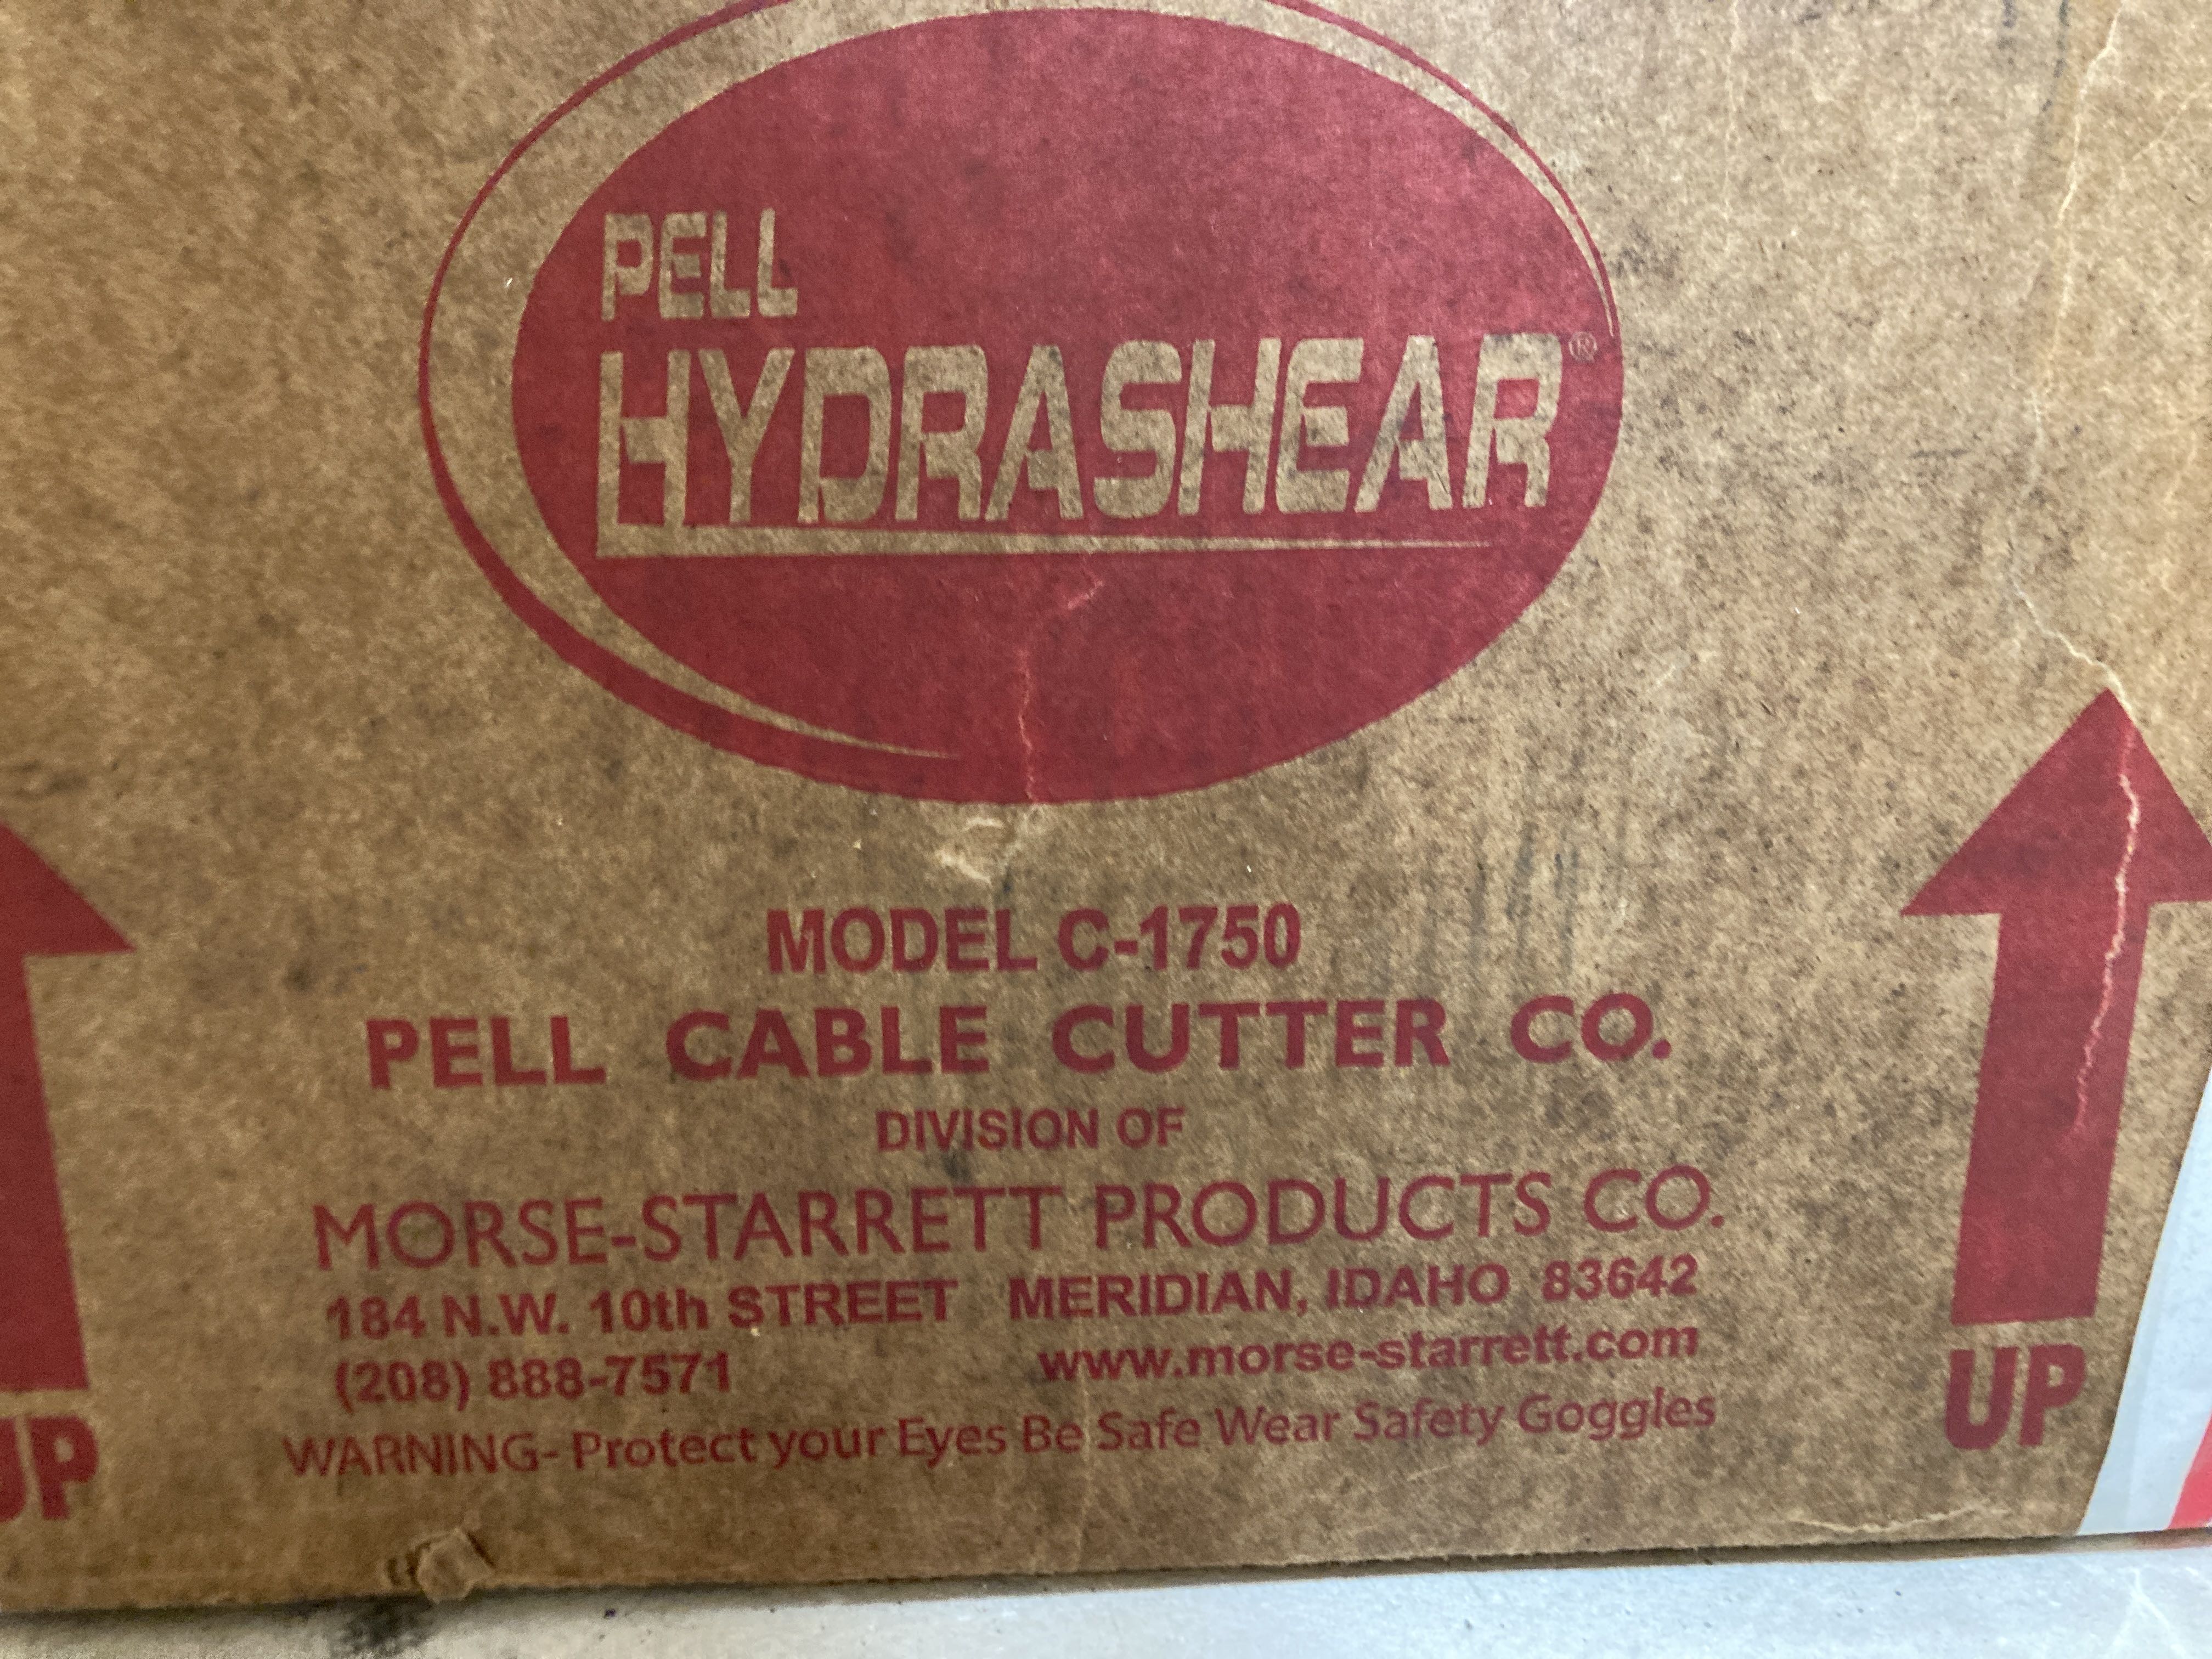 PELL
HYDRASHEAR®
MODEL C-1750
PELL CABLE CUTTER CO.
DIVISION OF
MORSE-STARRETT PRODUCTS CO.
184 N.W. 10th STREET MERIDIAN, IDAHO 83642
(208) 888-7571 www.morse-starrett.com
WARNING- Protect your Eyes Be Safe Wear Safety Goggles
UP
UP